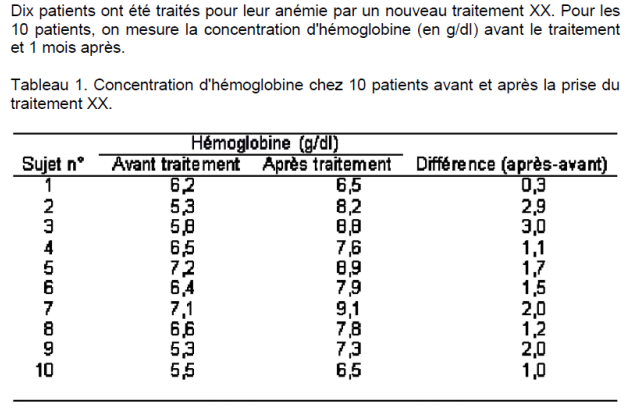 Dix patients ont été traités pour leur anémie par un nouveau traitement XX. Pour les
10 patients, on mesure la concentration d'hémoglobine (en g/dl) avant le traitement
et 1 mois après.
Tableau 1. Concentration d'hémoglobine chez 10 patients avant et après la prise du
traitement XX.
Hémoglobine (g/dl)
Sujet n° Avant traitement Après traitement Différence (après-avant)
1 6,2 6,5 0,3
2 5,3 8,2 2,9
3 5,8 8,8 3,0
4 6,5 7,6 1,1
5 7,2 8,9 1,7
6 6,4 7,9 1,5
7 7,1 9,1 2,0
8 6,6 7,8 1,2
9 5,3 7,3 2,0
10 5,5 6,5 1,0